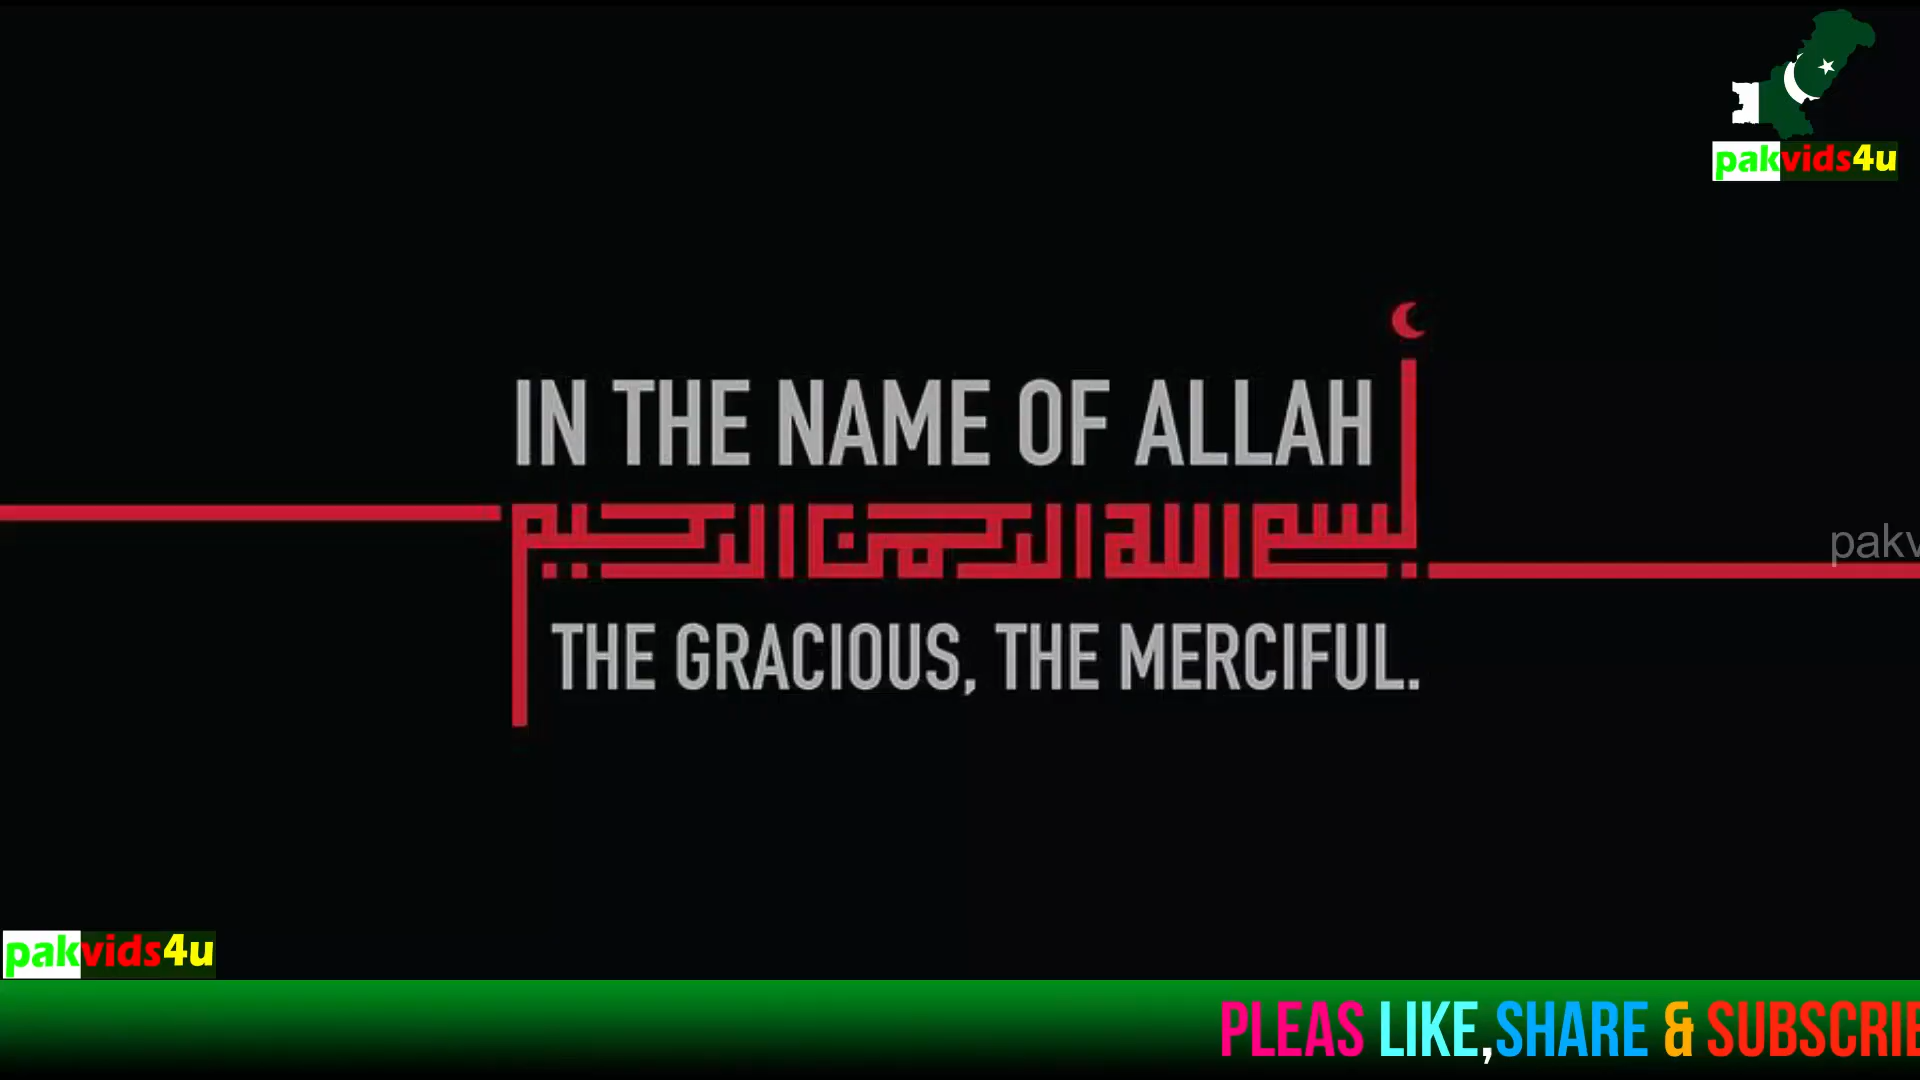 pakvids4u
IN THE NAME OF ALLAH
بسم الله الرحمن الرحيم
pakv
THE GRACIOUS, THE MERCIFUL.
pakvids4u
PLEAS LIKE,SHARE & SUBSCRIE